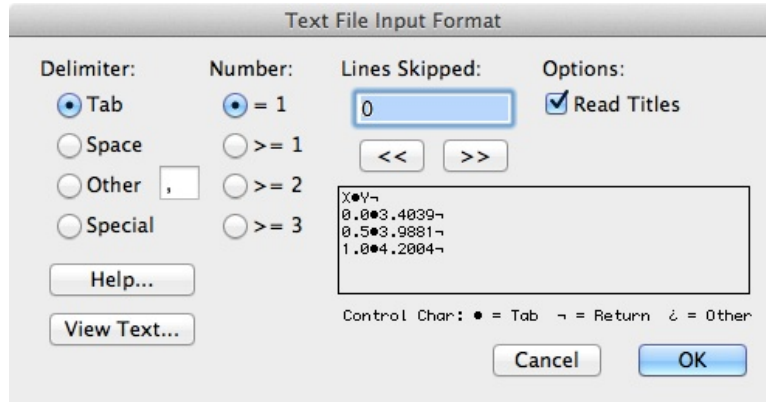 Text File Input Format
Delimiter: Number: Lines Skipped: Options:
Tab = 1 0 Read Titles
Space >= 1 << >>
Other , >= 2
Special >= 3
X●Y¬
0.0●3.4039¬
0.5●3.9881¬
1.0●4.2004¬
Help...
View Text...
Control Char: ● = Tab ¬ = Return ¿ = Other
Cancel OK